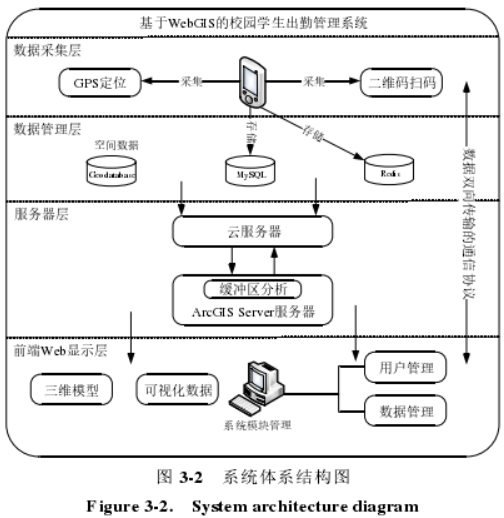 基于WebGIS的校园学生出勤管理系统
数据采集层
GPS定位
采集
采集
二维码扫码
数据管理层
存储
存储
空间数据
Geodatabase
MySQL
Redis
数据双向传输的通信协议
服务器层
云服务器
缓冲区分析
ArcGIS Server服务器
前端Web显示层
三维模型
可视化数据
系统模块管理
用户管理
数据管理
图 3-2 系统体系结构图
Figure 3-2. System architecture diagram